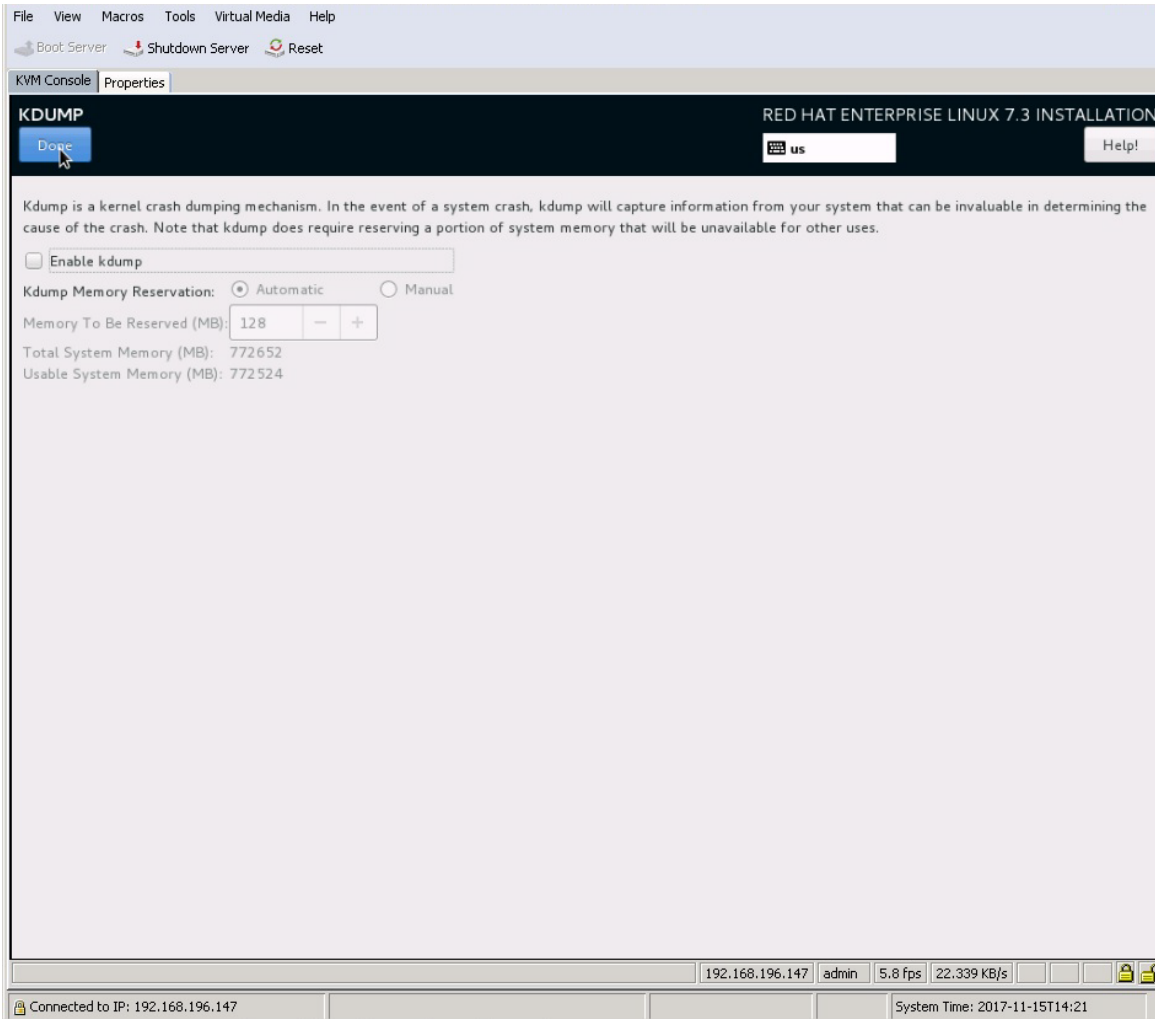 File View Macros Tools Virtual Media Help
Boot Server Shutdown Server Reset
KVM Console Properties
KDUMP
RED HAT ENTERPRISE LINUX 7.3 INSTALLATION
Done
us
Help!
Kdump is a kernel crash dumping mechanism. In the event of a system crash, kdump will capture information from your system that can be invaluable in determining the
cause of the crash. Note that kdump does require reserving a portion of system memory that will be unavailable for other uses.
Enable kdump
Kdump Memory Reservation: Automatic Manual
Memory To Be Reserved (MB): 128 − +
Total System Memory (MB): 772652
Usable System Memory (MB): 772524
192.168.196.147 admin 5.8 fps 22.339 KB/s
Connected to IP: 192.168.196.147 System Time: 2017-11-15T14:21